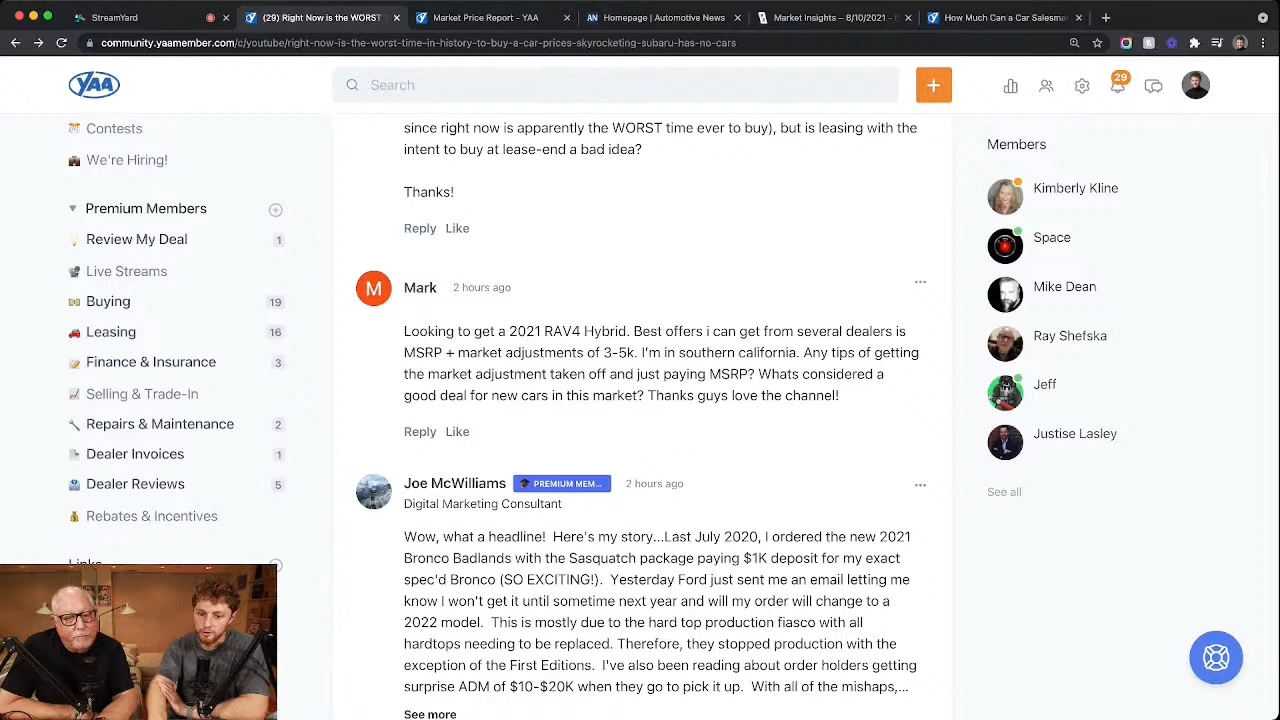 StreamYard
(29) Right Now is the WORST
Market Price Report - YAA
Homepage | Automotive News
Market Insights – 8/10/2021 –
How Much Can a Car Salesma
community.yaamember.com/c/youtube/right-now-is-the-worst-time-in-history-to-buy-a-car-prices-skyrocketing-subaru-has-no-cars
YAA
Search
29
Contests
We're Hiring!
Premium Members
Review My Deal 1
Live Streams
Buying 19
Leasing 16
Finance & Insurance 3
Selling & Trade-In
Repairs & Maintenance 2
Dealer Invoices 1
Dealer Reviews 5
Rebates & Incentives
Links
since right now is apparently the WORST time ever to buy), but is leasing with the
intent to buy at lease-end a bad idea?
Thanks!
Reply Like
M
Mark 2 hours ago
Looking to get a 2021 RAV4 Hybrid. Best offers i can get from several dealers is
MSRP + market adjustments of 3-5k. I'm in southern california. Any tips of getting
the market adjustment taken off and just paying MSRP? Whats considered a
good deal for new cars in this market? Thanks guys love the channel!
Reply Like
Joe McWilliams PREMIUM MEM... 2 hours ago
Digital Marketing Consultant
Wow, what a headline! Here's my story...Last July 2020, I ordered the new 2021
Bronco Badlands with the Sasquatch package paying $1K deposit for my exact
spec'd Bronco (SO EXCITING!). Yesterday Ford just sent me an email letting me
know I won't get it until sometime next year and will my order will change to a
2022 model. This is mostly due to the hard top production fiasco with all
hardtops needing to be replaced. Therefore, they stopped production with the
exception of the First Editions. I've also been reading about order holders getting
surprise ADM of $10-$20K when they go to pick it up. With all of the mishaps,...
See more
Members
Kimberly Kline
Space
Mike Dean
Ray Shefska
Jeff
Justise Lasley
See all